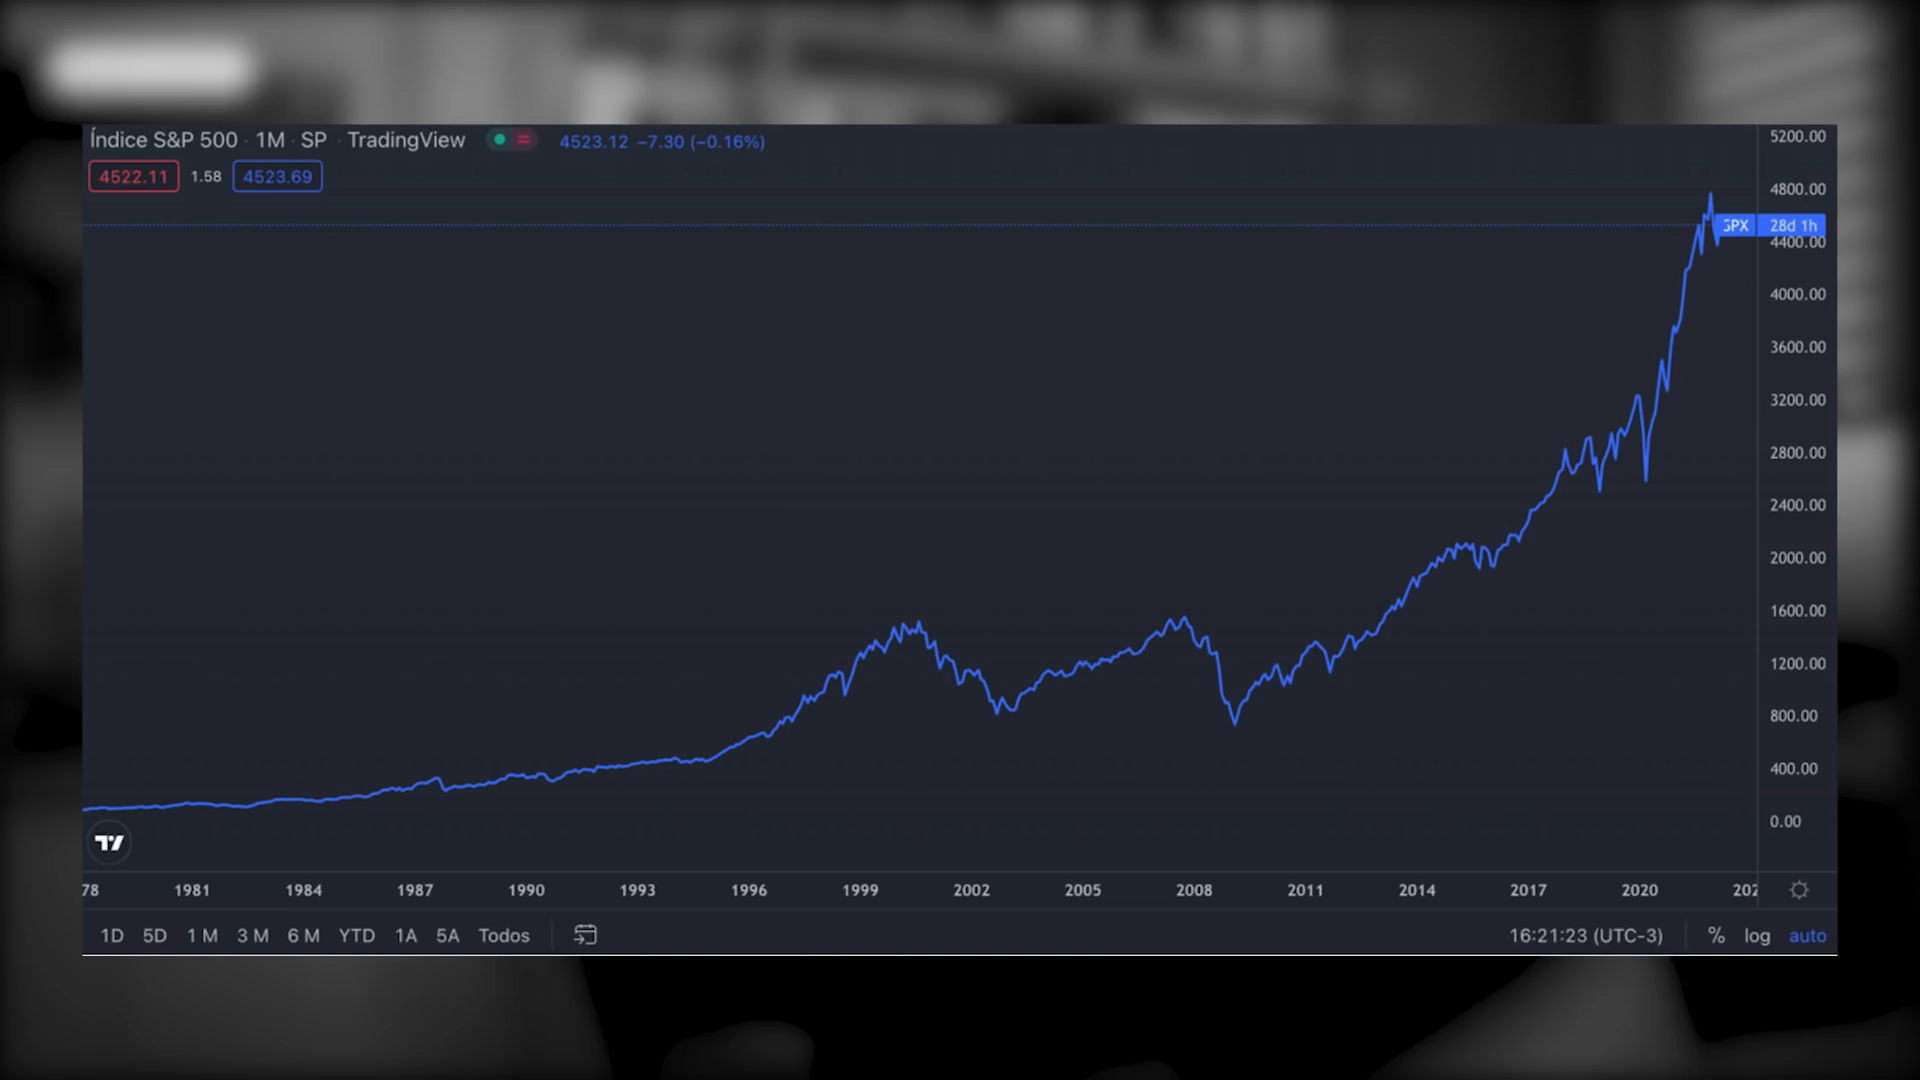 Índice S&P 500 · 1M · SP · TradingView 4523.12 −7.30 (−0.16%)
4522.11 1.58 4523.69
5200.00
4800.00
SPX 28d 1h
4400.00
4000.00
3600.00
3200.00
2800.00
2400.00
2000.00
1600.00
1200.00
800.00
400.00
0.00
78 1981 1984 1987 1990 1993 1996 1999 2002 2005 2008 2011 2014 2017 2020 202
1D 5D 1 M 3 M 6 M YTD 1A 5A Todos 16:21:23 (UTC-3) % log auto